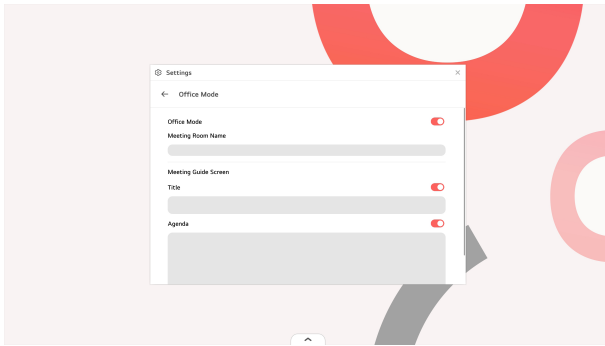 Settings
Office Mode
Office Mode
Meeting Room Name
Meeting Guide Screen
Title
Agenda